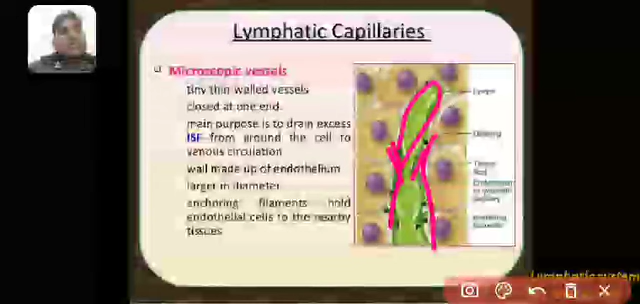 Lymphatic Capillaries
Microscopic vessels
tiny thin walled vessels
closed at one end.
main purpose is to drain excess
ISF from around the cell to
venous circulation
wall made up of endothelium
larger in diameter
anchoring filaments hold
endothelial cells to the nearby
tissues
Lymphatic system